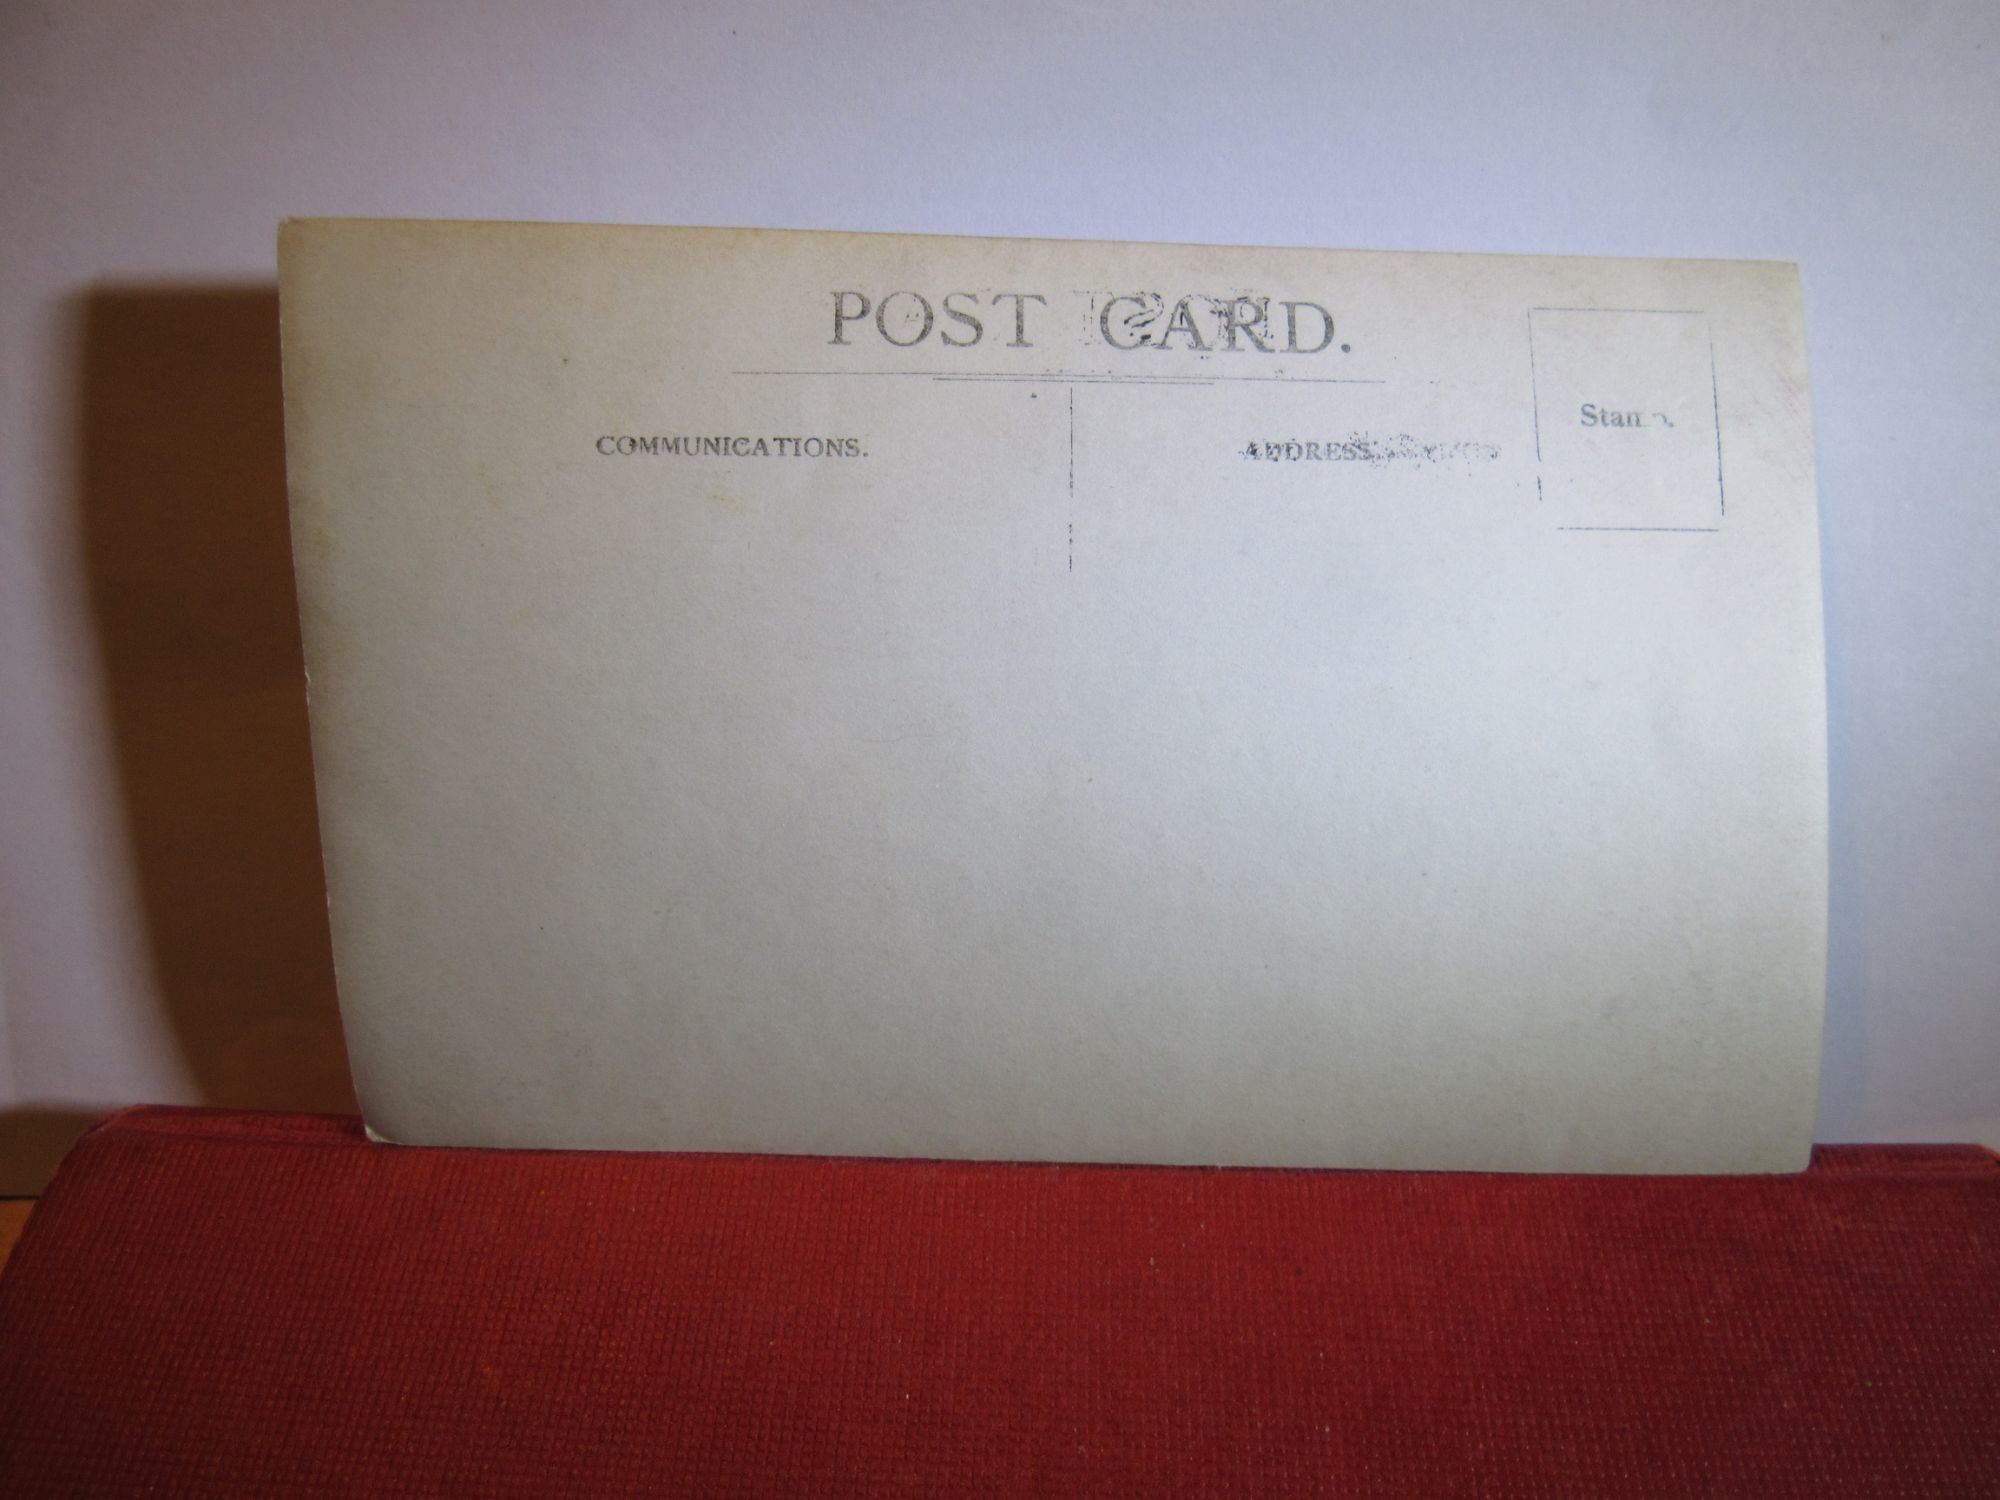 POST CARD.
COMMUNICATIONS.
ADDRESS